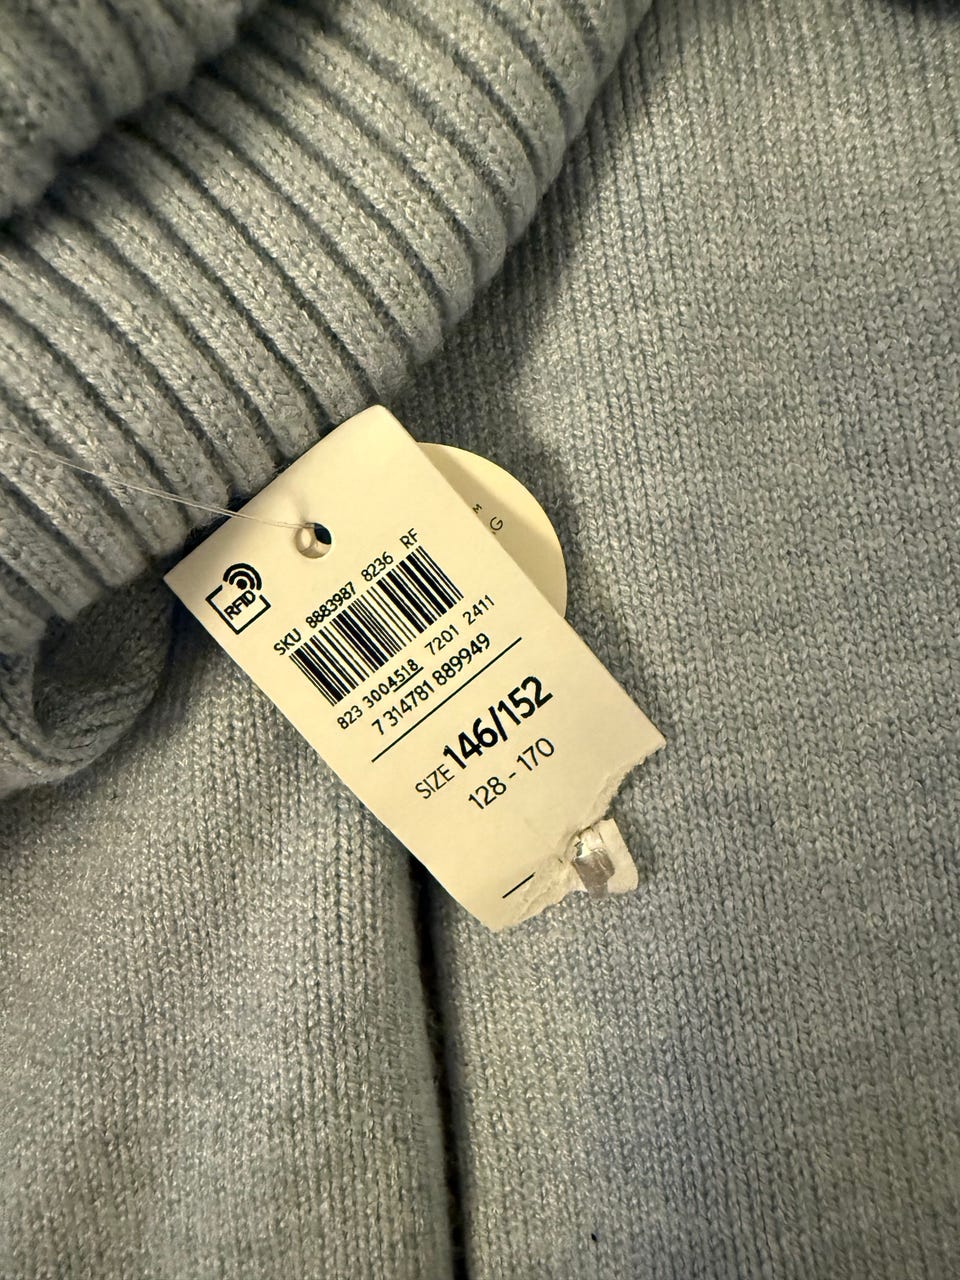 RFID
SKU 8883987 8236 RF
823 3004518 7201 2411
7 314781 889949
SIZE 146/152
128 - 170